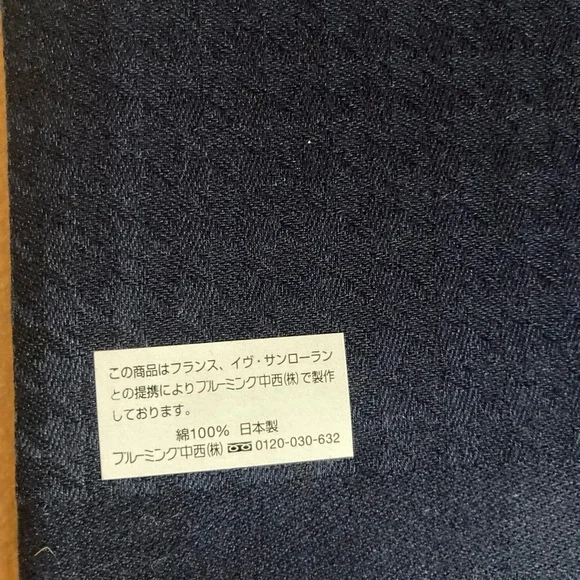 この商品はフランス、イヴ・サンローラン
との提携によりブルーミング中西(株)で製作
しております。
綿100% 日本製
ブルーミング中西(株) 0120-030-632